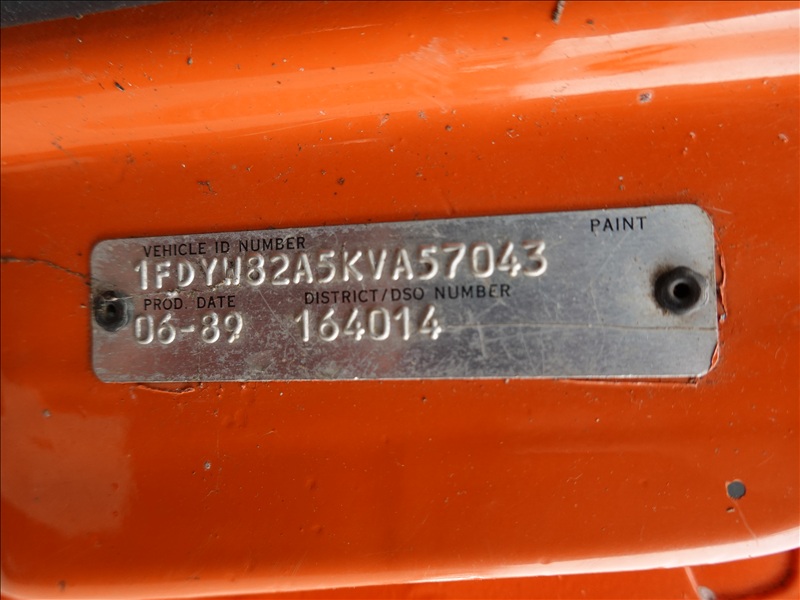 PAINT
VEHICLE ID NUMBER
1FDYW82A5KVA57043
PROD. DATE DISTRICT/DSO NUMBER
06-89 164014